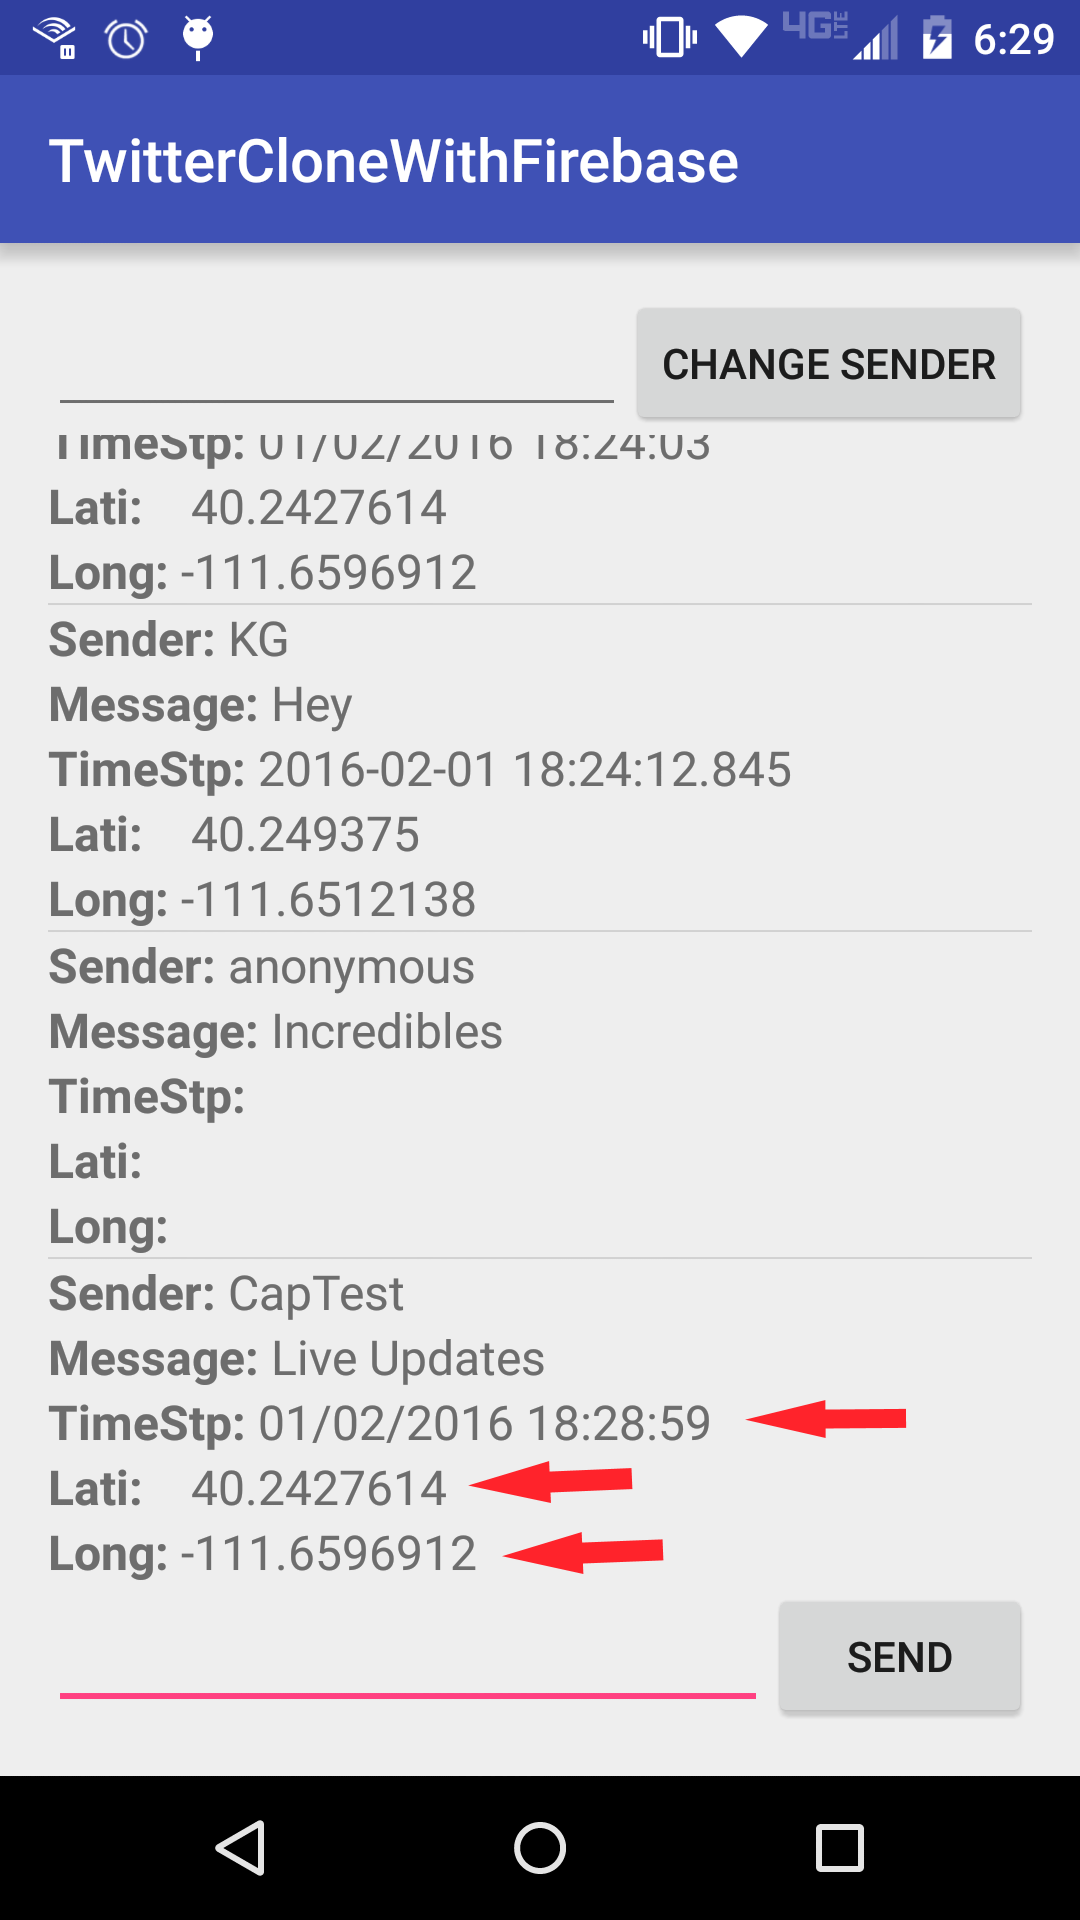 4G LTE 6:29
TwitterCloneWithFirebase
CHANGE SENDER
TimeStp: 01/02/2016 18:24:03
Lati: 40.2427614
Long: -111.6596912
Sender: KG
Message: Hey
TimeStp: 2016-02-01 18:24:12.845
Lati: 40.249375
Long: -111.6512138
Sender: anonymous
Message: Incredibles
TimeStp:
Lati:
Long:
Sender: CapTest
Message: Live Updates
TimeStp: 01/02/2016 18:28:59
Lati: 40.2427614
Long: -111.6596912
SEND